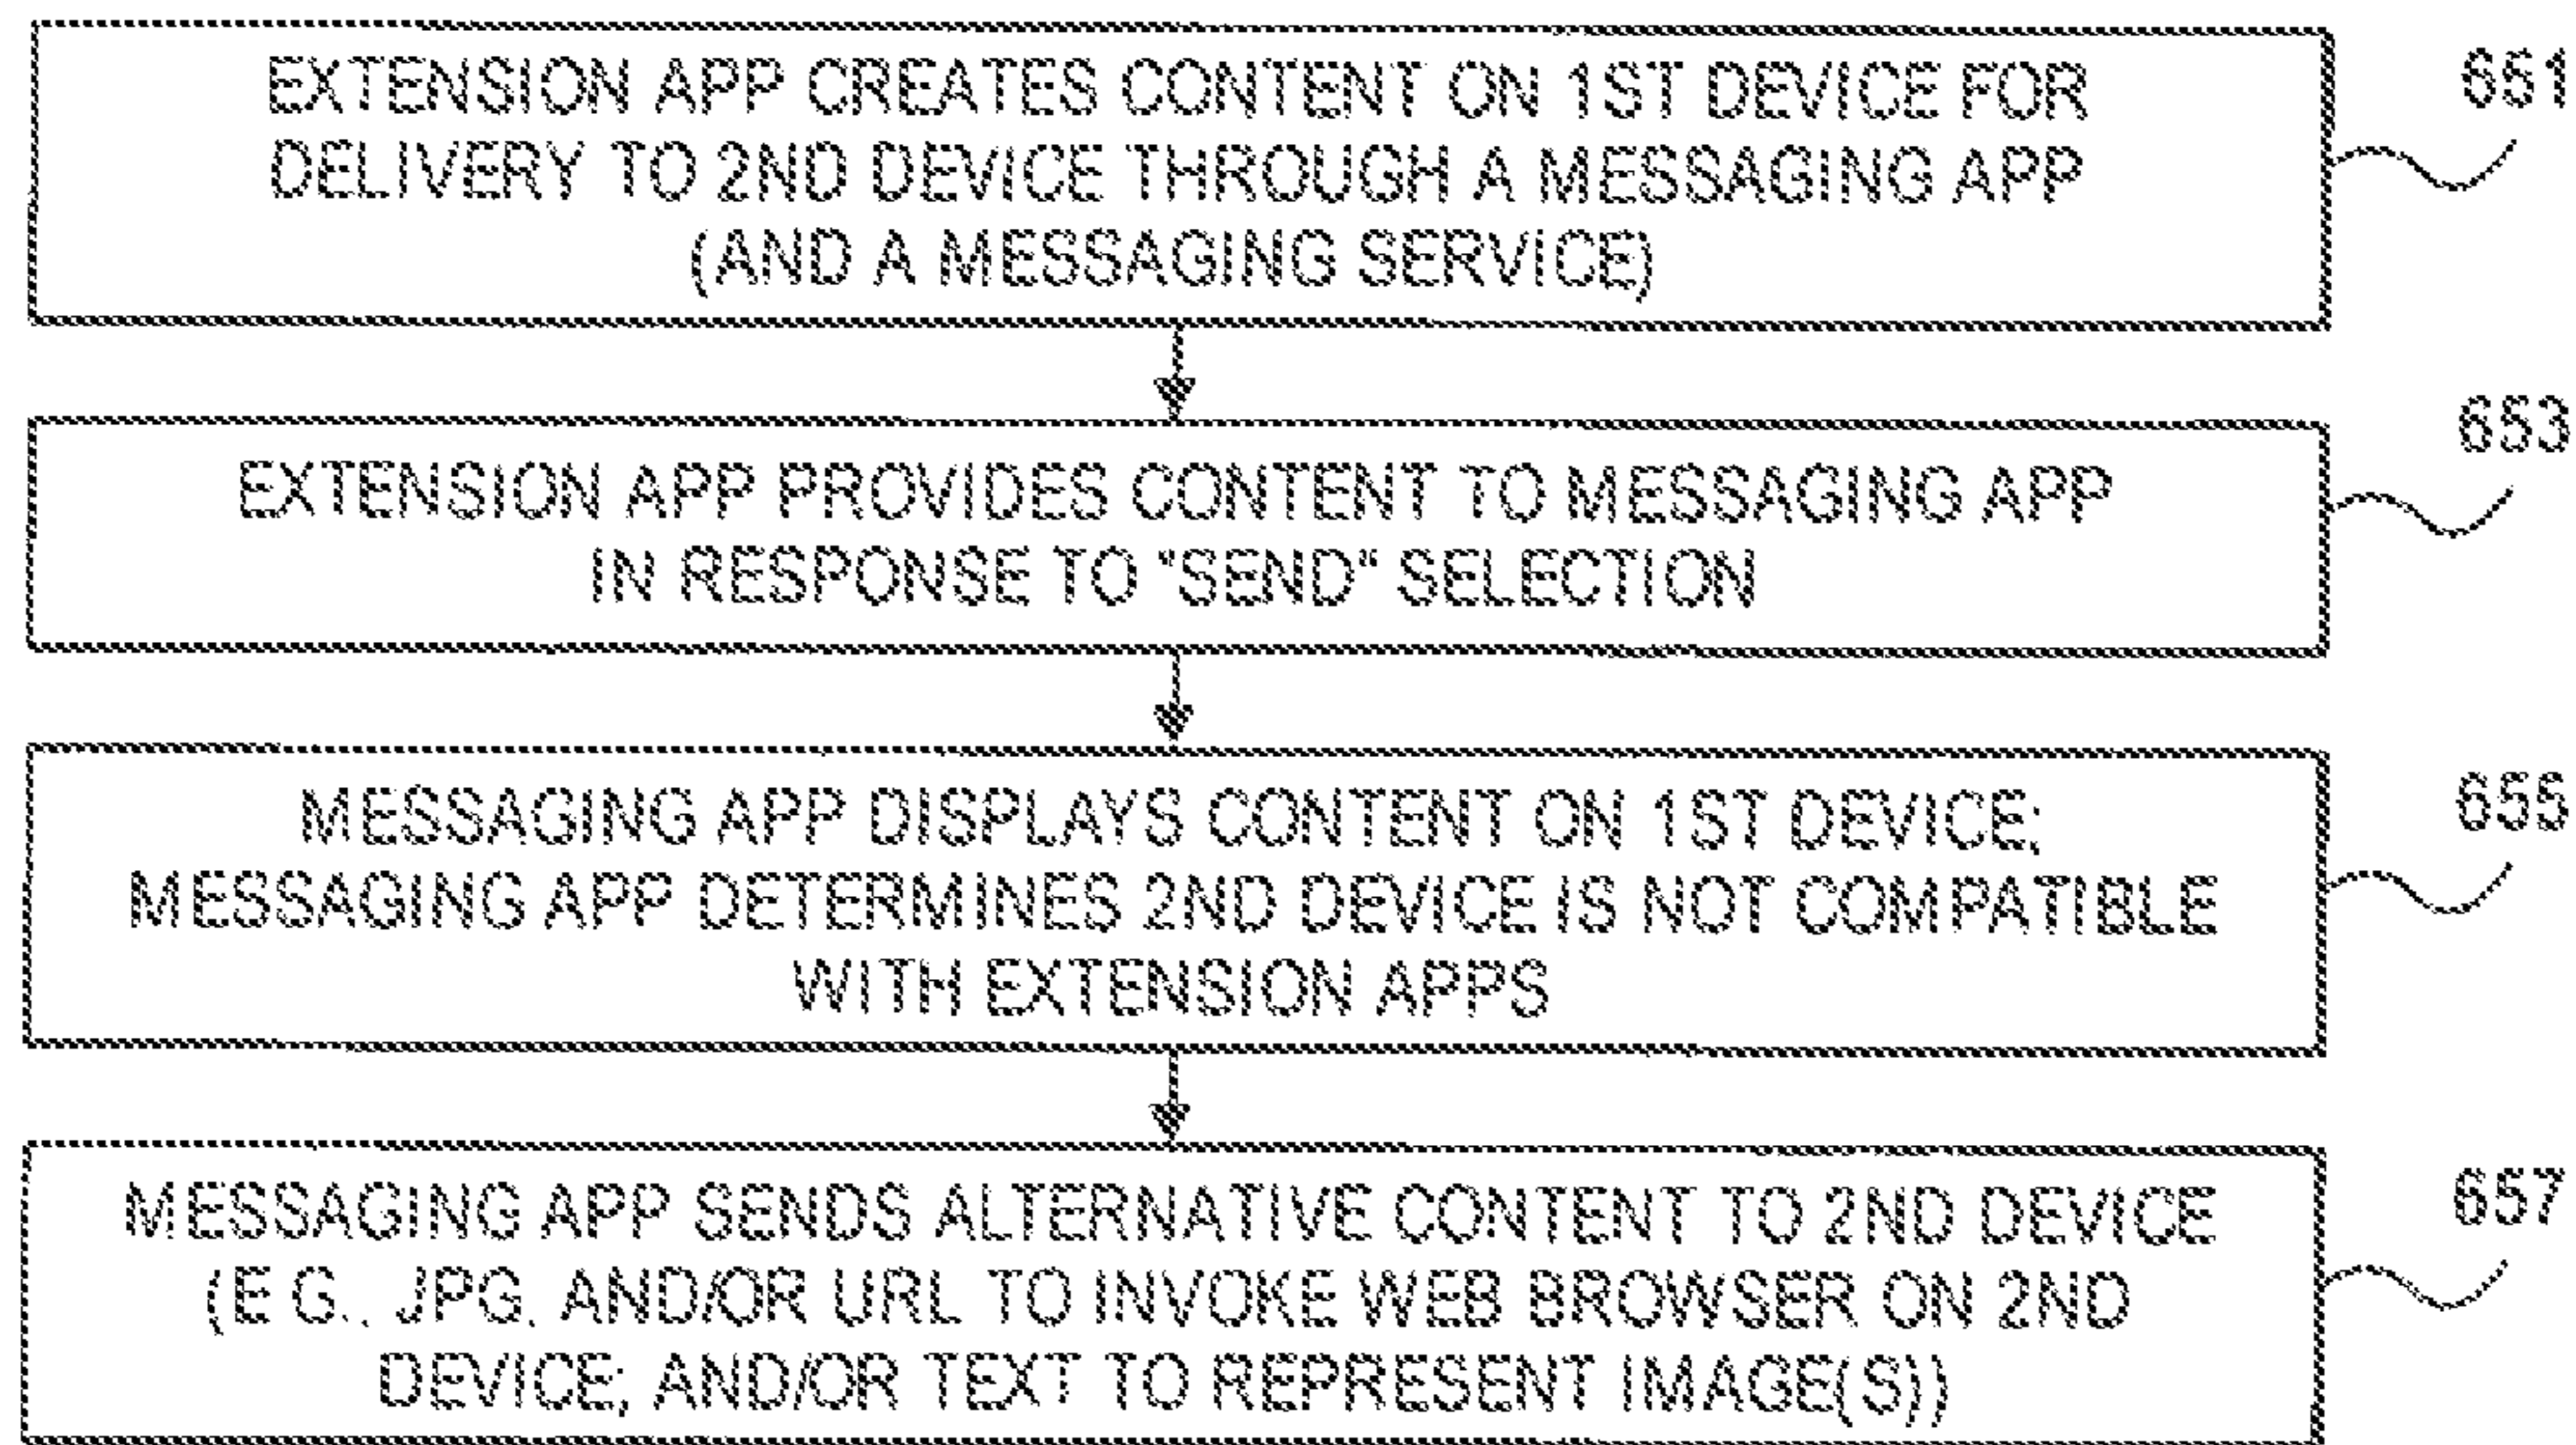 EXTENSION APP CREATES CONTENT ON 1ST DEVICE FOR
DELIVERY TO 2ND DEVICE THROUGH A MESSAGING APP
(AND A MESSAGING SERVICE)
651
EXTENSION APP PROVIDES CONTENT TO MESSAGING APP
IN RESPONSE TO "SEND" SELECTION
653
MESSAGING APP DISPLAYS CONTENT ON 1ST DEVICE;
MESSAGING APP DETERMINES 2ND DEVICE IS NOT COMPATIBLE
WITH EXTENSION APPS
655
MESSAGING APP SENDS ALTERNATIVE CONTENT TO 2ND DEVICE
(E.G., JPG, AND/OR URL TO INVOKE WEB BROWSER ON 2ND
DEVICE; AND/OR TEXT TO REPRESENT IMAGE(S))
657